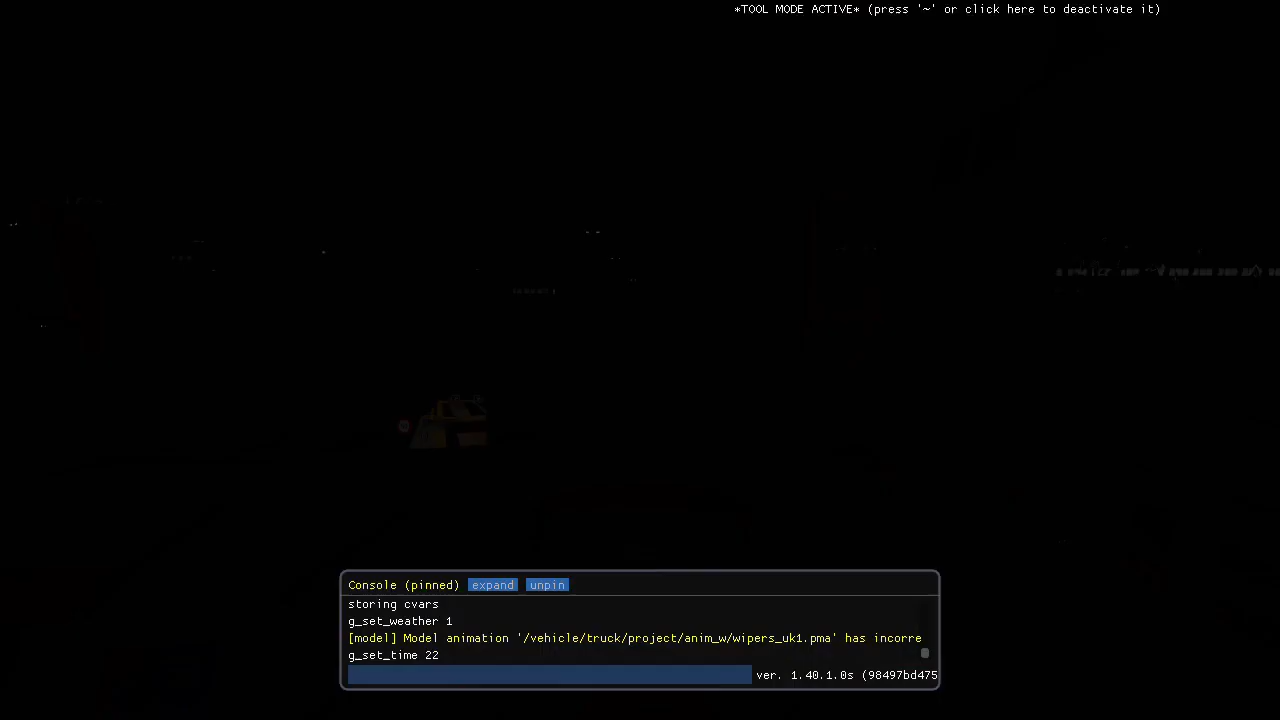 *TOOL MODE ACTIVE* (press '~' or click here to deactivate it)
Console (pinned) expand unpin
storing cvars
g_set_weather 1
[model] Model animation '/vehicle/truck/project/anim_w/wipers_uk1.pma' has incorre
g_set_time 22
ver. 1.40.1.0s (98497bd475